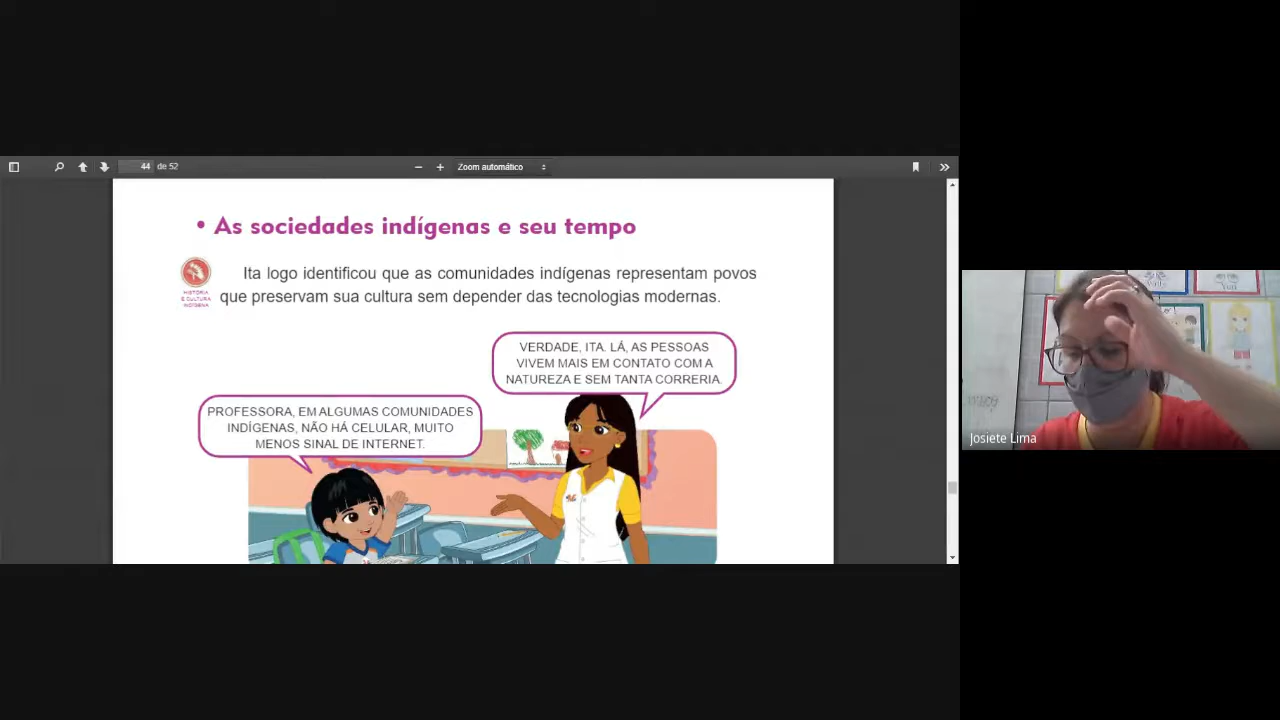 44 de 52
Zoom automático
• As sociedades indígenas e seu tempo
Ita logo identificou que as comunidades indígenas representam povos
que preservam sua cultura sem depender das tecnologias modernas.
HISTÓRIA
E CULTURA
INDÍGENA
VERDADE, ITA. LÁ, AS PESSOAS
VIVEM MAIS EM CONTATO COM A
NATUREZA E SEM TANTA CORRERIA.
PROFESSORA, EM ALGUMAS COMUNIDADES
INDÍGENAS, NÃO HÁ CELULAR, MUITO
MENOS SINAL DE INTERNET.
Josiete Lima